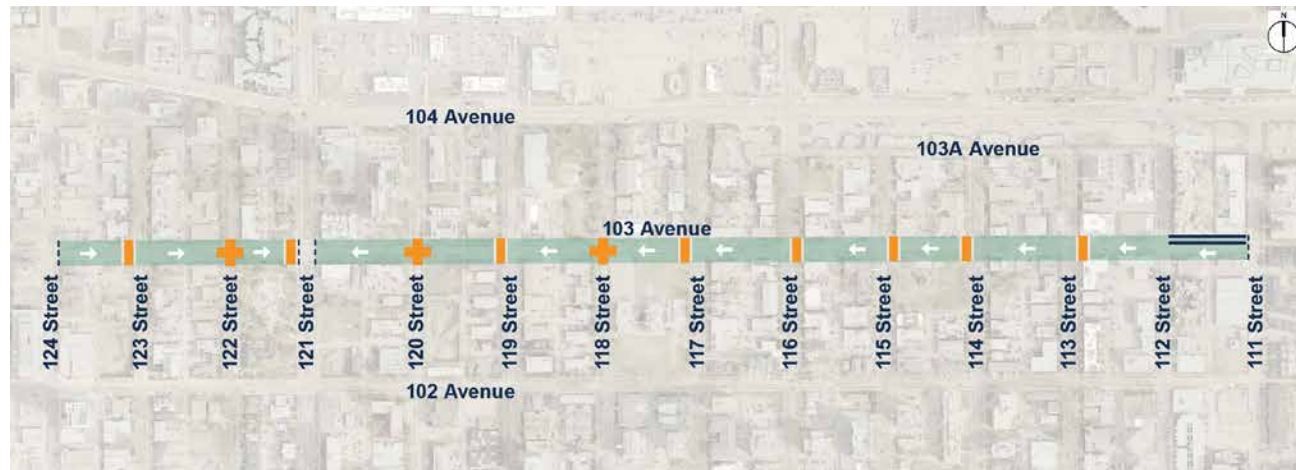 N
104 Avenue
103A Avenue
103 Avenue
124 Street
123 Street
122 Street
121 Street
120 Street
119 Street
118 Street
117 Street
116 Street
115 Street
114 Street
113 Street
112 Street
111 Street
102 Avenue